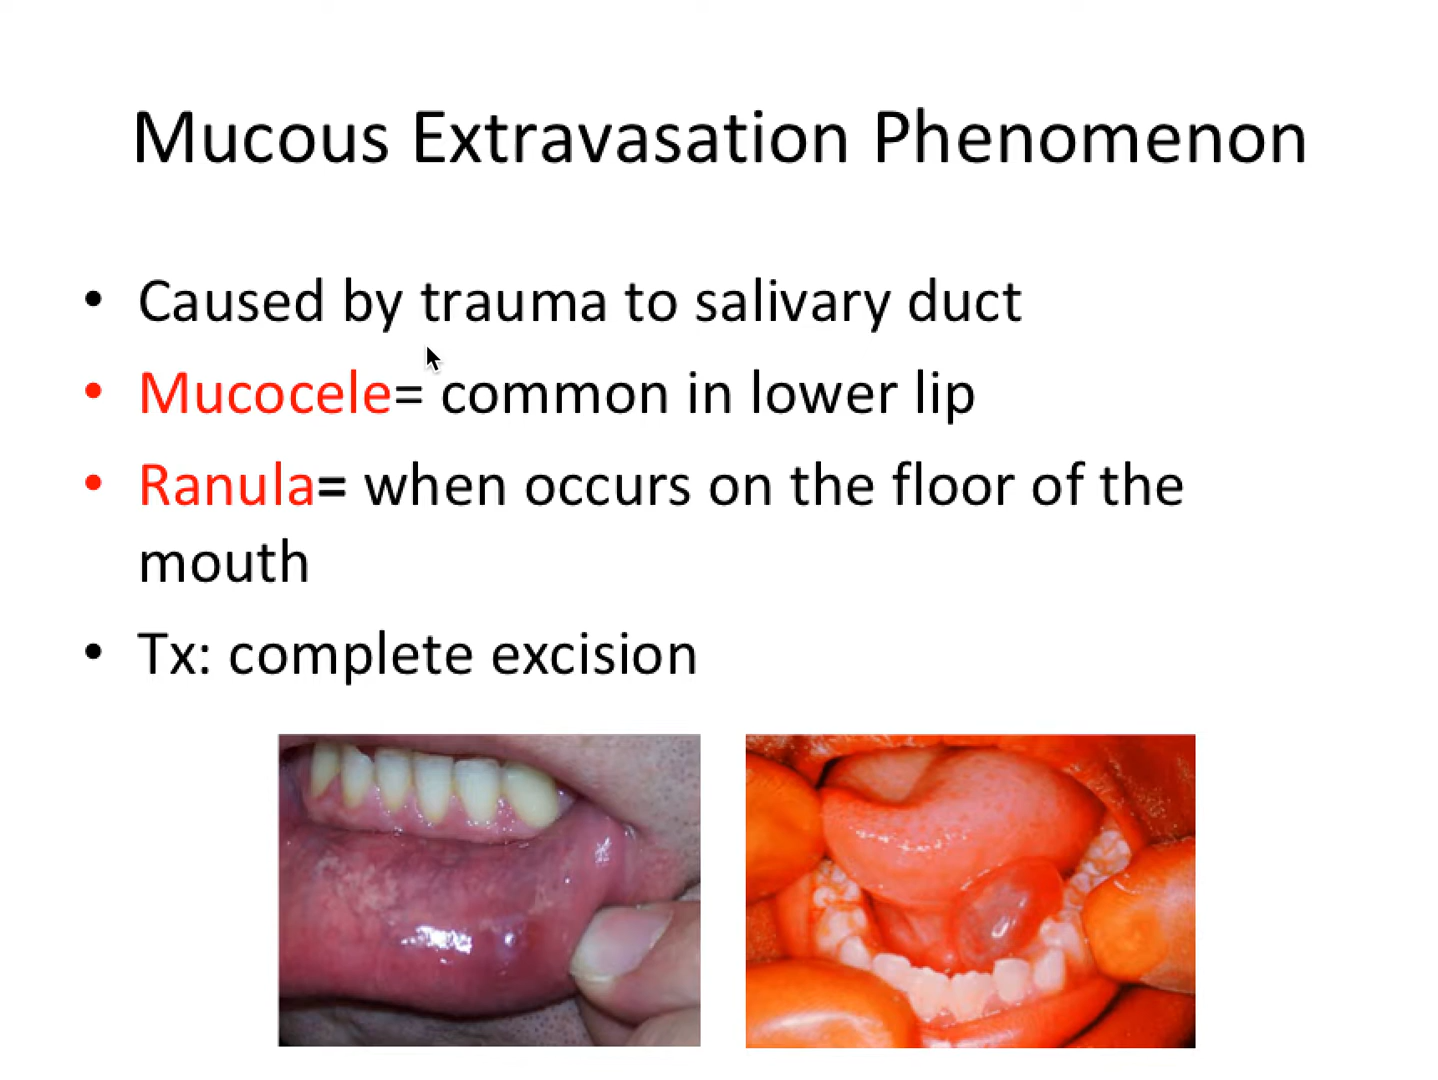 Mucous Extravasation Phenomenon
• Caused by trauma to salivary duct
• Mucocele= common in lower lip
• Ranula= when occurs on the floor of the
mouth
• Tx: complete excision